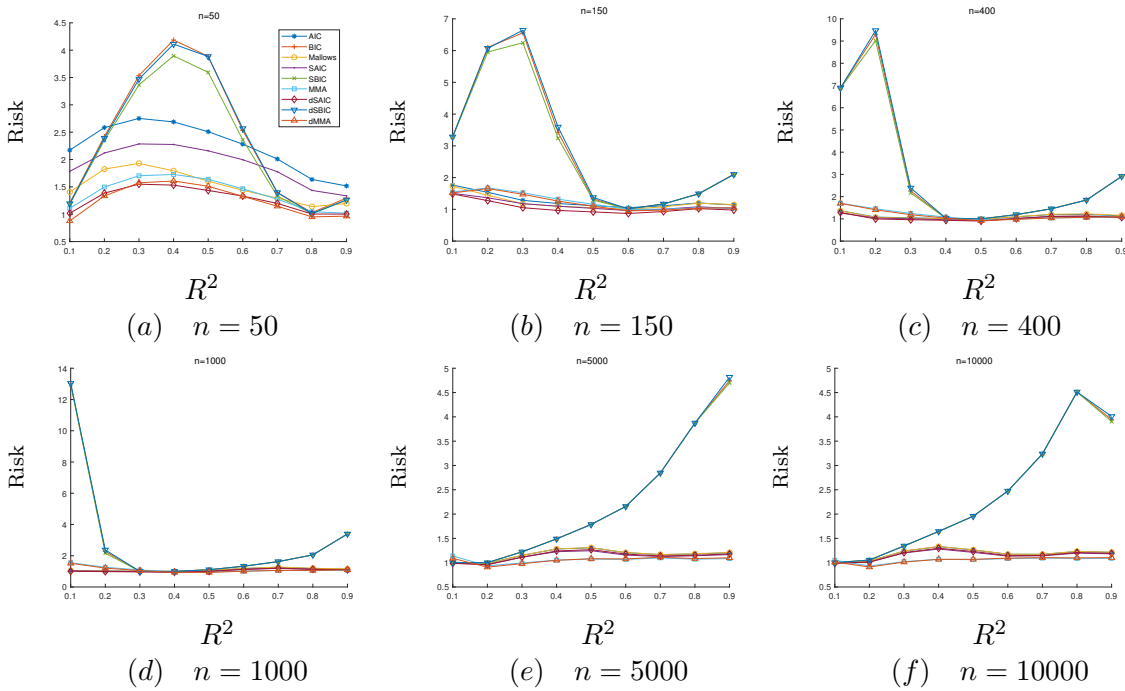 n=50
4.5
4
3.5
3
2.5
2
1.5
1
0.5
0.1 0.2 0.3 0.4 0.5 0.6 0.7 0.8 0.9
Risk
AIC
BIC
Mallows
SAIC
SBIC
MMA
dSAIC
dSBIC
dMMA
R^2
(a) n = 50
n=150
7
6
5
4
3
2
1
0
0.1 0.2 0.3 0.4 0.5 0.6 0.7 0.8 0.9
Risk
R^2
(b) n = 150
n=400
10
9
8
7
6
5
4
3
2
1
0
0.1 0.2 0.3 0.4 0.5 0.6 0.7 0.8 0.9
Risk
R^2
(c) n = 400
n=1000
14
12
10
8
6
4
2
0
0.1 0.2 0.3 0.4 0.5 0.6 0.7 0.8 0.9
Risk
R^2
(d) n = 1000
n=5000
5
4.5
4
3.5
3
2.5
2
1.5
1
0.5
0.1 0.2 0.3 0.4 0.5 0.6 0.7 0.8 0.9
Risk
R^2
(e) n = 5000
n=10000
5
4.5
4
3.5
3
2.5
2
1.5
1
0.5
0.1 0.2 0.3 0.4 0.5 0.6 0.7 0.8 0.9
Risk
R^2
(f) n = 10000